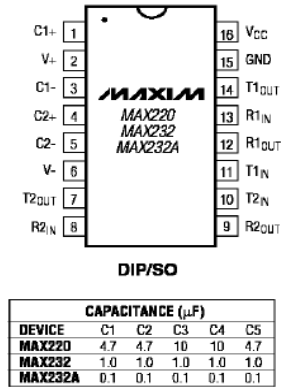 C1+ 1 16 VCC
V+ 2 15 GND
C1- 3 14 T1OUT
MAXIM
C2+ 4 13 R1IN
MAX220
MAX232
MAX232A
C2- 5 12 R1OUT
V- 6 11 T1IN
T2OUT 7 10 T2IN
R2IN 8 9 R2OUT
DIP/SO
CAPACITANCE (µF)
DEVICE C1 C2 C3 C4 C5
MAX220 4.7 4.7 10 10 4.7
MAX232 1.0 1.0 1.0 1.0 1.0
MAX232A 0.1 0.1 0.1 0.1 0.1